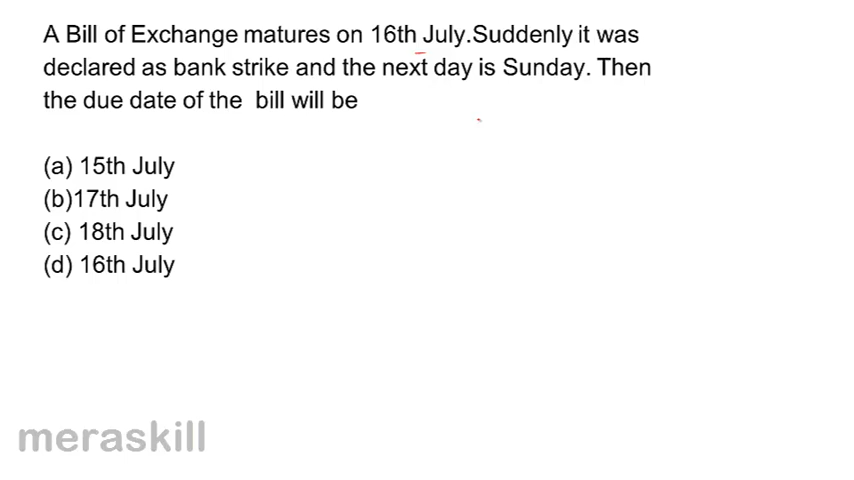 A Bill of Exchange matures on 16th July.Suddenly it was
declared as bank strike and the next day is Sunday. Then
the due date of the bill will be
(a) 15th July
(b)17th July
(c) 18th July
(d) 16th July
meraskill